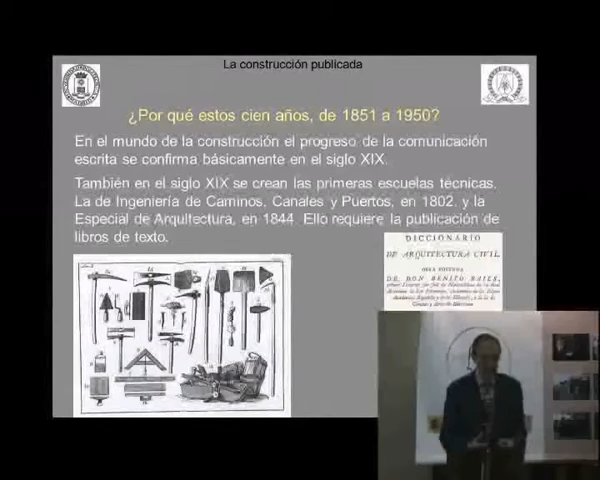 La construcción publicada
¿Por qué estos cien años, de 1851 a 1950?
En el mundo de la construcción el progreso de la comunicación
escrita se confirma básicamente en el siglo XIX.
También en el siglo XIX se crean las primeras escuelas técnicas.
La de Ingeniería de Caminos, Canales y Puertos, en 1802, y la
Especial de Arquitectura, en 1844. Ello requiere la publicación de
libros de texto.
DICCIONARIO
DE ARQUITECTURA CIVIL.
OBRA POSTUMA
DE DON BENITO BAILS,